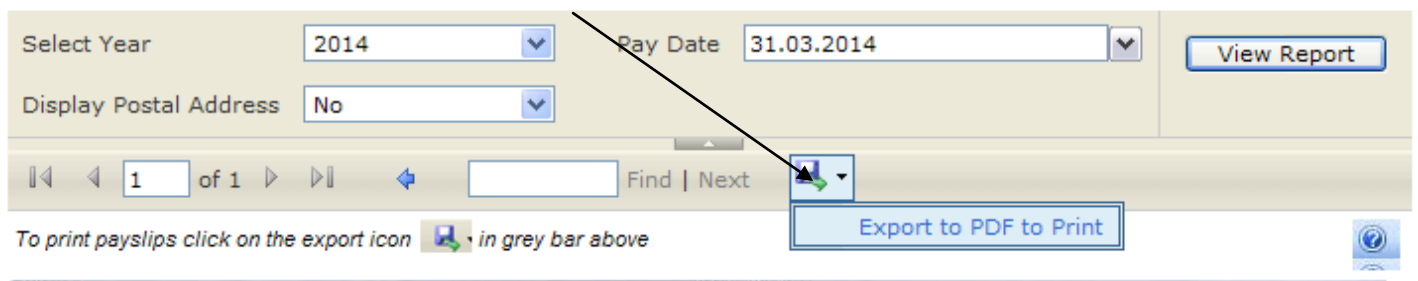 Select Year 2014 Pay Date 31.03.2014 View Report
Display Postal Address No
1 of 1 Find | Next
Export to PDF to Print
To print payslips click on the export icon in grey bar above